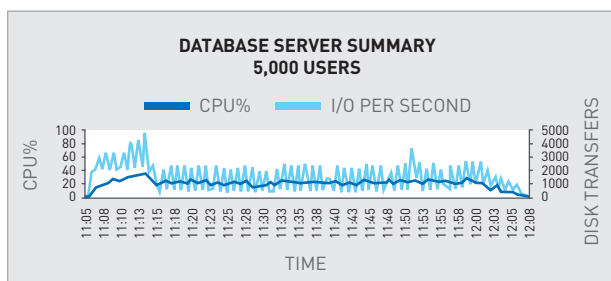 DATABASE SERVER SUMMARY
5,000 USERS
CPU% I/O PER SECOND
CPU%
100
80
60
40
20
0
5000
4000
3000
2000
1000
0
DISK TRANSFERS
11:05 11:08 11:10 11:13 11:15 11:18 11:20 11:23 11:25 11:28 11:30 11:33 11:35 11:38 11:40 11:43 11:45 11:48 11:50 11:53 11:55 11:58 12:00 12:03 12:05 12:08
TIME